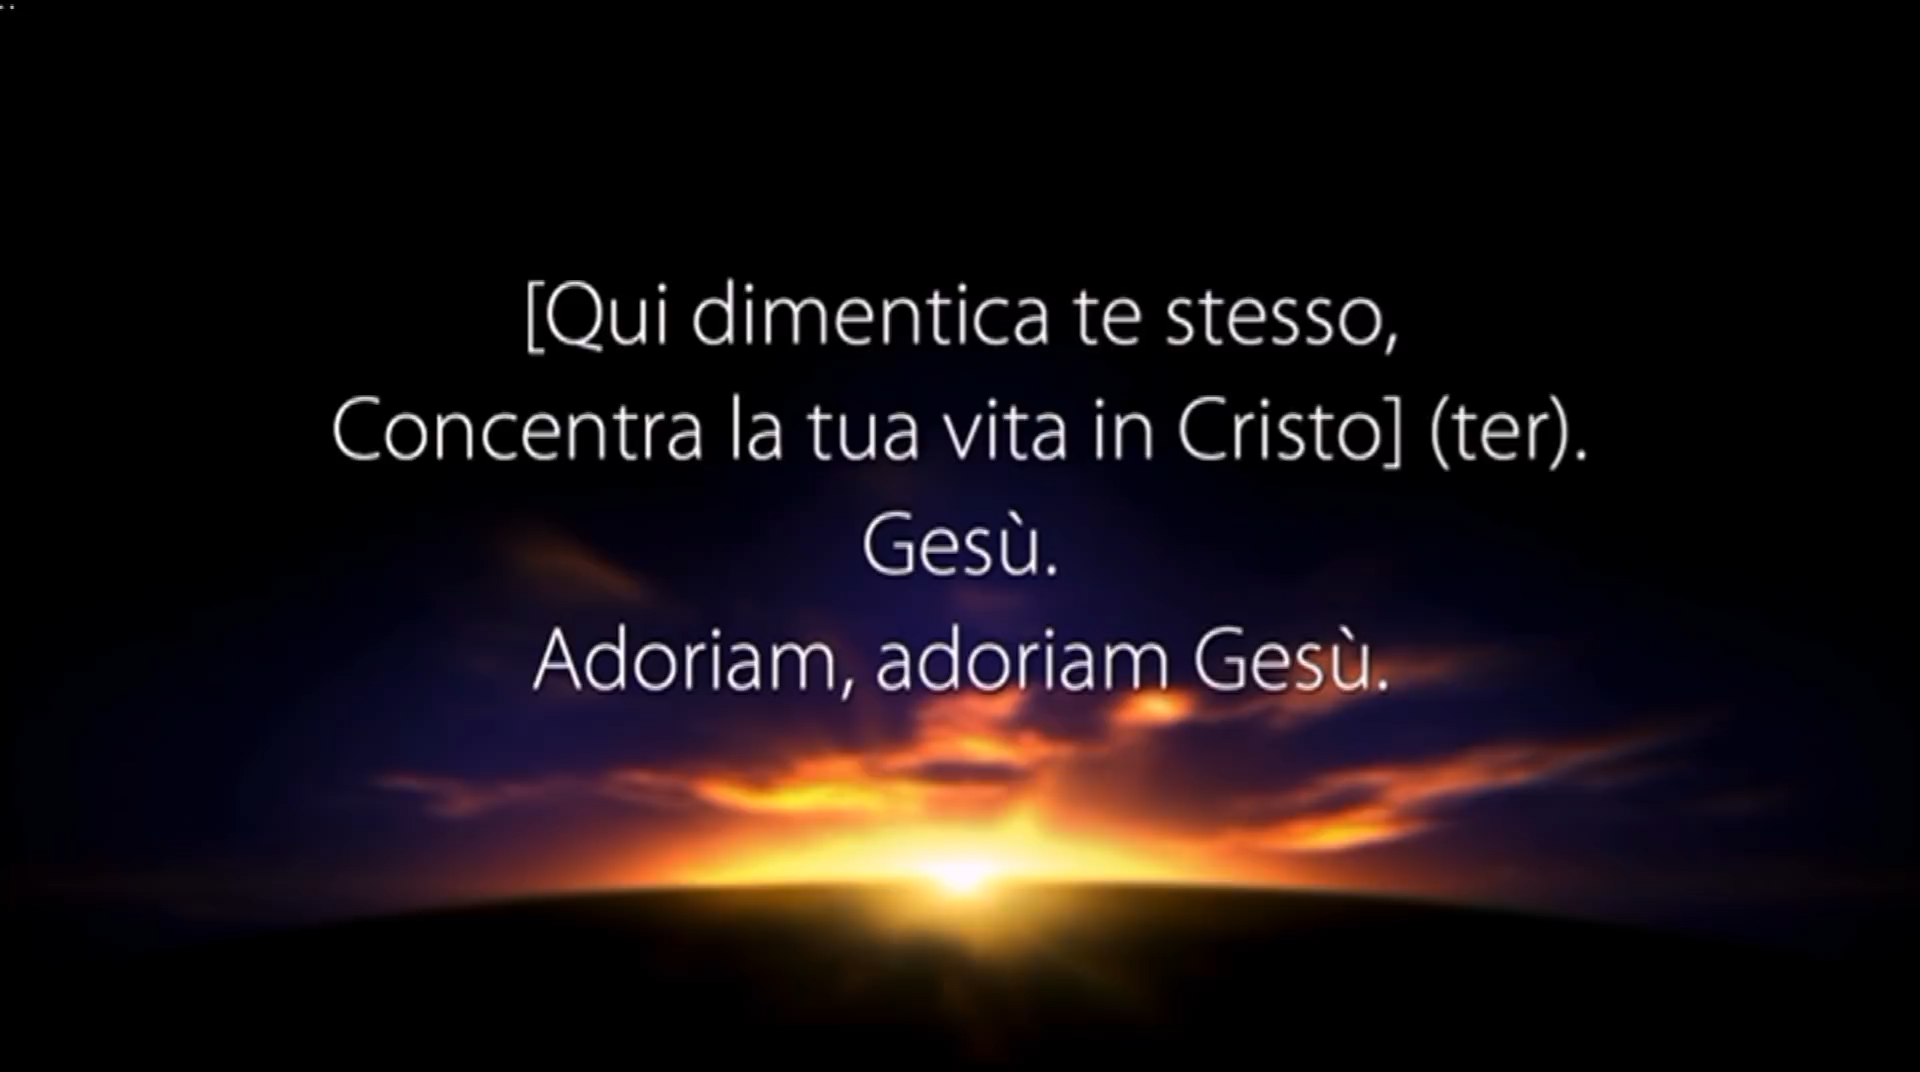 [Qui dimentica te stesso,
Concentra la tua vita in Cristo] (ter).
Gesù.
Adoriam, adoriam Gesù.